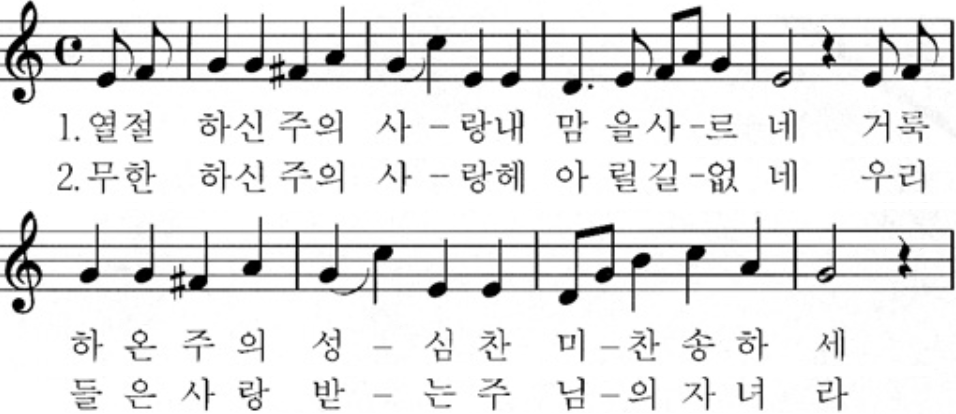 1. 열절 하신 주의 사 - 랑내 맘 을사-르 네 거룩
2. 무한 하신 주의 사 - 랑헤 아 릴길-없 네 우리
하 온 주 의 성 - 심 찬 미 - 찬 송 하 세
들 은 사 랑 받 - 는 주 님 - 의 자 녀 라